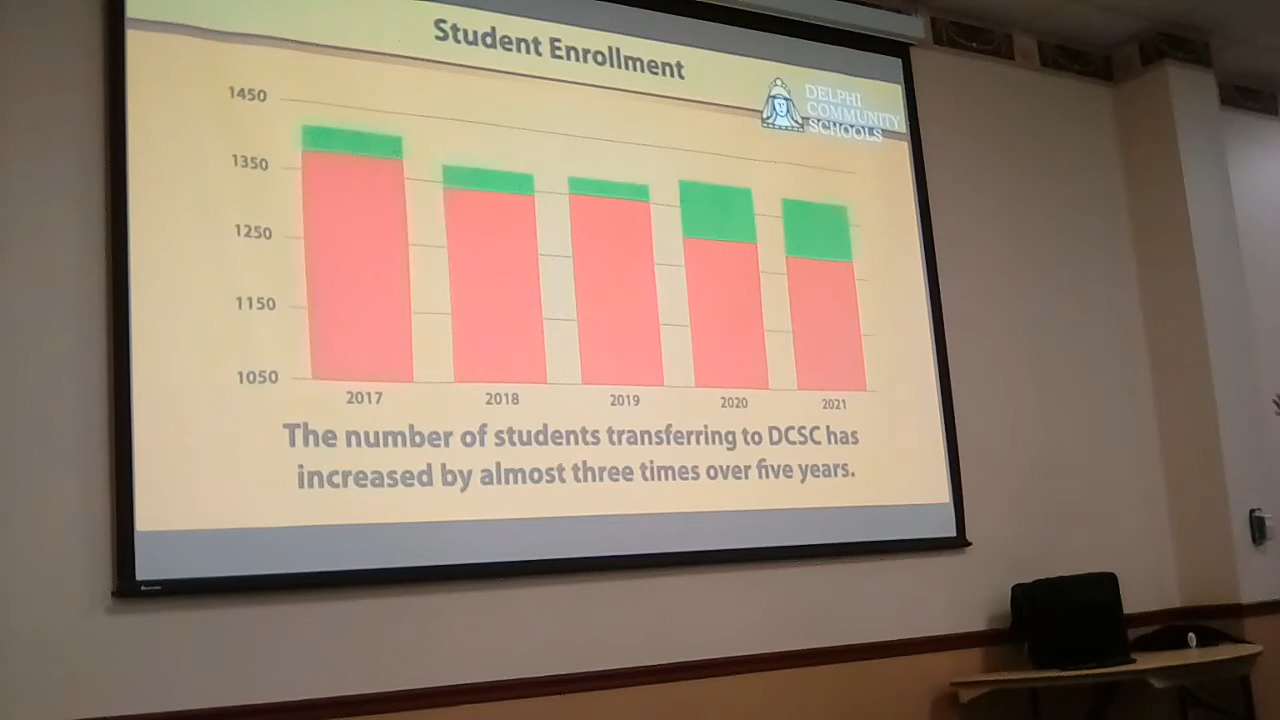 Student Enrollment
DELPHI
COMMUNITY
SCHOOLS
1450
1350
1250
1150
1050
2017 2018 2019 2020 2021
The number of students transferring to DCSC has
increased by almost three times over five years.